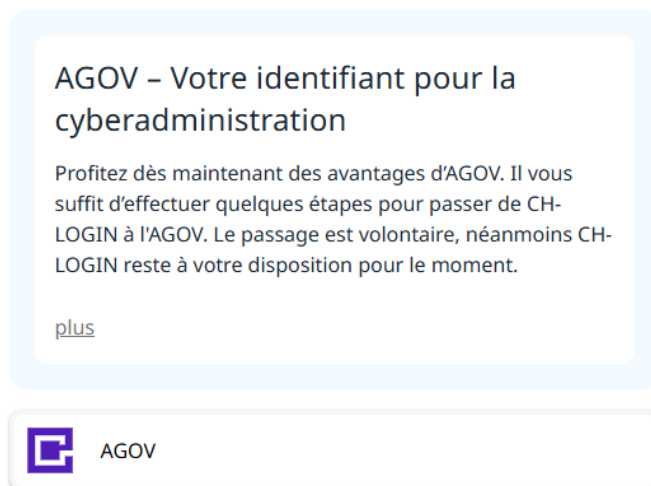 AGOV – Votre identifiant pour la
cyberadministration
Profitez dès maintenant des avantages d’AGOV. Il vous
suffit d’effectuer quelques étapes pour passer de CH-
LOGIN à l'AGOV. Le passage est volontaire, néanmoins CH-
LOGIN reste à votre disposition pour le moment.
plus
AGOV